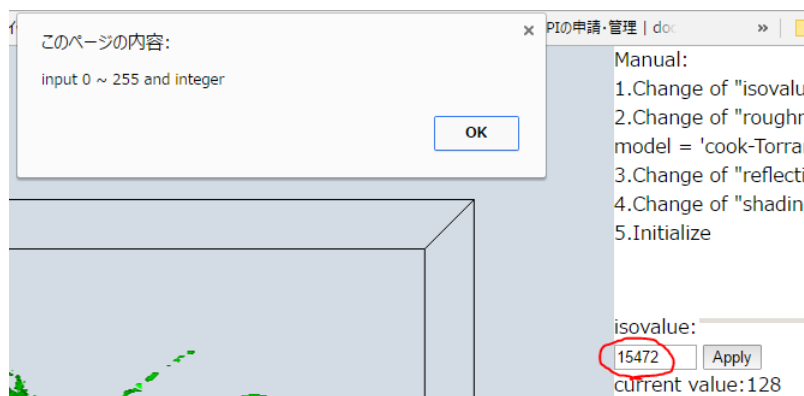 このページの内容:
input 0 ~ 255 and integer
OK
PIの申請・管理 | doc
»
Manual:
1.Change of "isovalu
2.Change of "roughn
model = 'cook-Torra
3.Change of "reflecti
4.Change of "shadin
5.Initialize
isovalue:
15472 Apply
current value:128